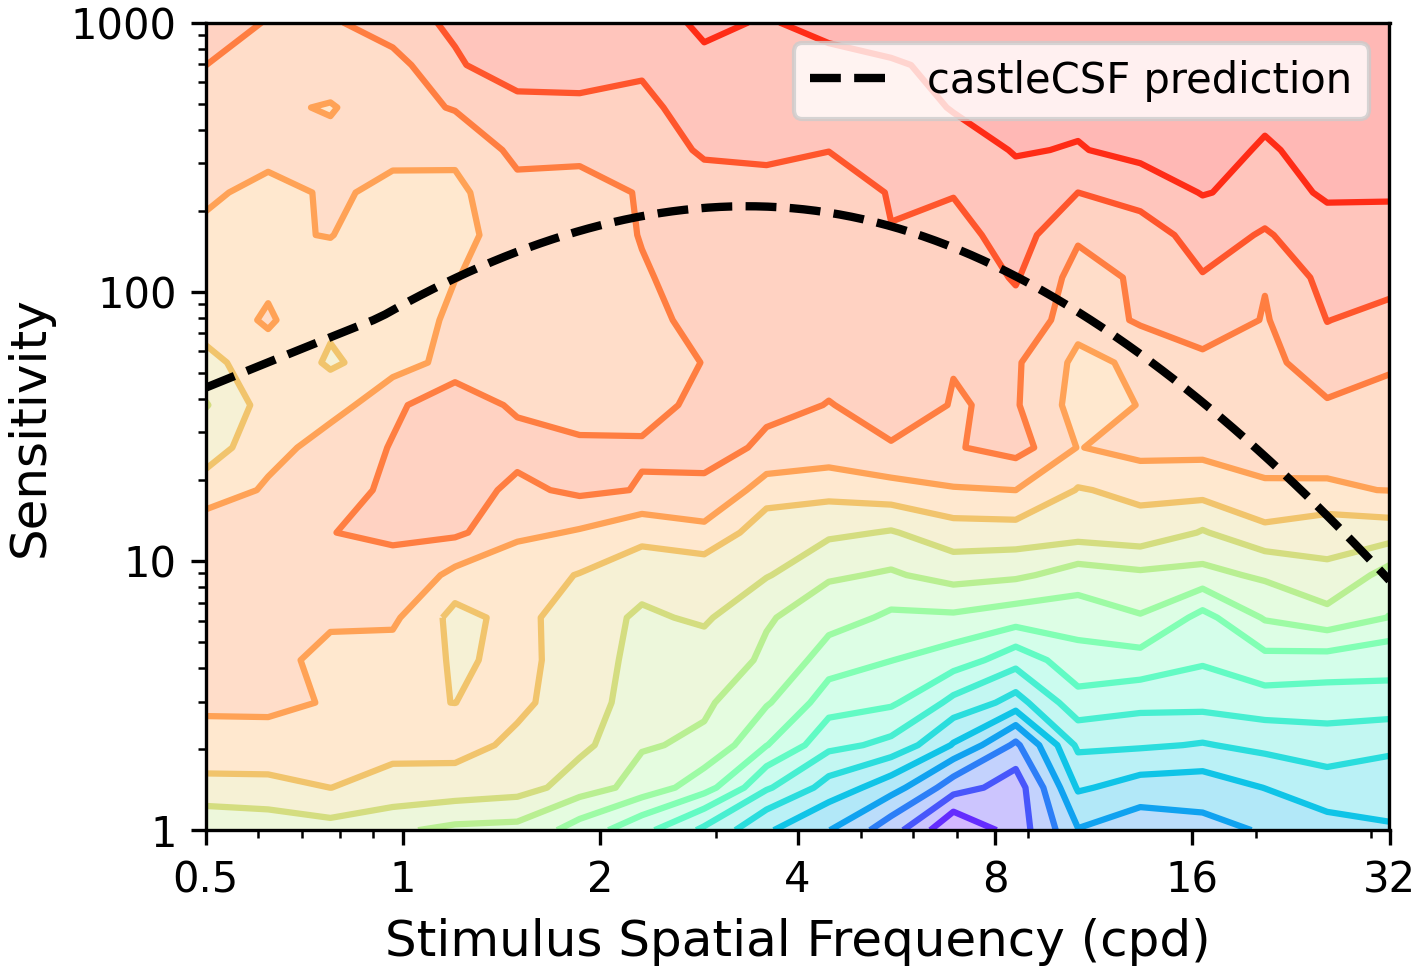 1000
100
10
1
Sensitivity
castleCSF prediction
0.5 1 2 4 8 16 32
Stimulus Spatial Frequency (cpd)